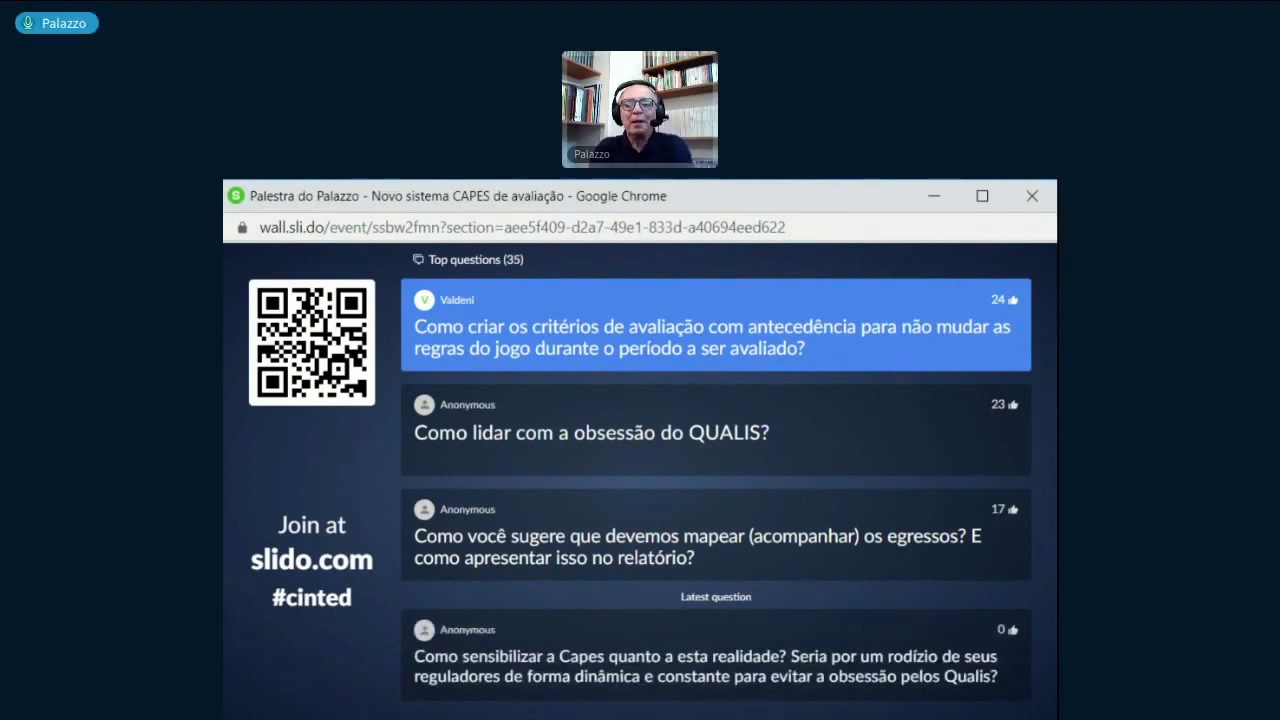 Palazzo
Palazzo
Palestra do Palazzo - Novo sistema CAPES de avaliação - Google Chrome
wall.sli.do/event/ssbw2fmn?section=aee5f409-d2a7-49e1-833d-a40694eed622
Top questions (35)
V Valdeni 24
Como criar os critérios de avaliação com antecedência para não mudar as
regras do jogo durante o período a ser avaliado?
Anonymous 23
Como lidar com a obsessão do QUALIS?
Anonymous 17
Como você sugere que devemos mapear (acompanhar) os egressos? E
como apresentar isso no relatório?
Join at
slido.com
#cinted
Latest question
Anonymous 0
Como sensibilizar a Capes quanto a esta realidade? Seria por um rodízio de seus
reguladores de forma dinâmica e constante para evitar a obsessão pelos Qualis?